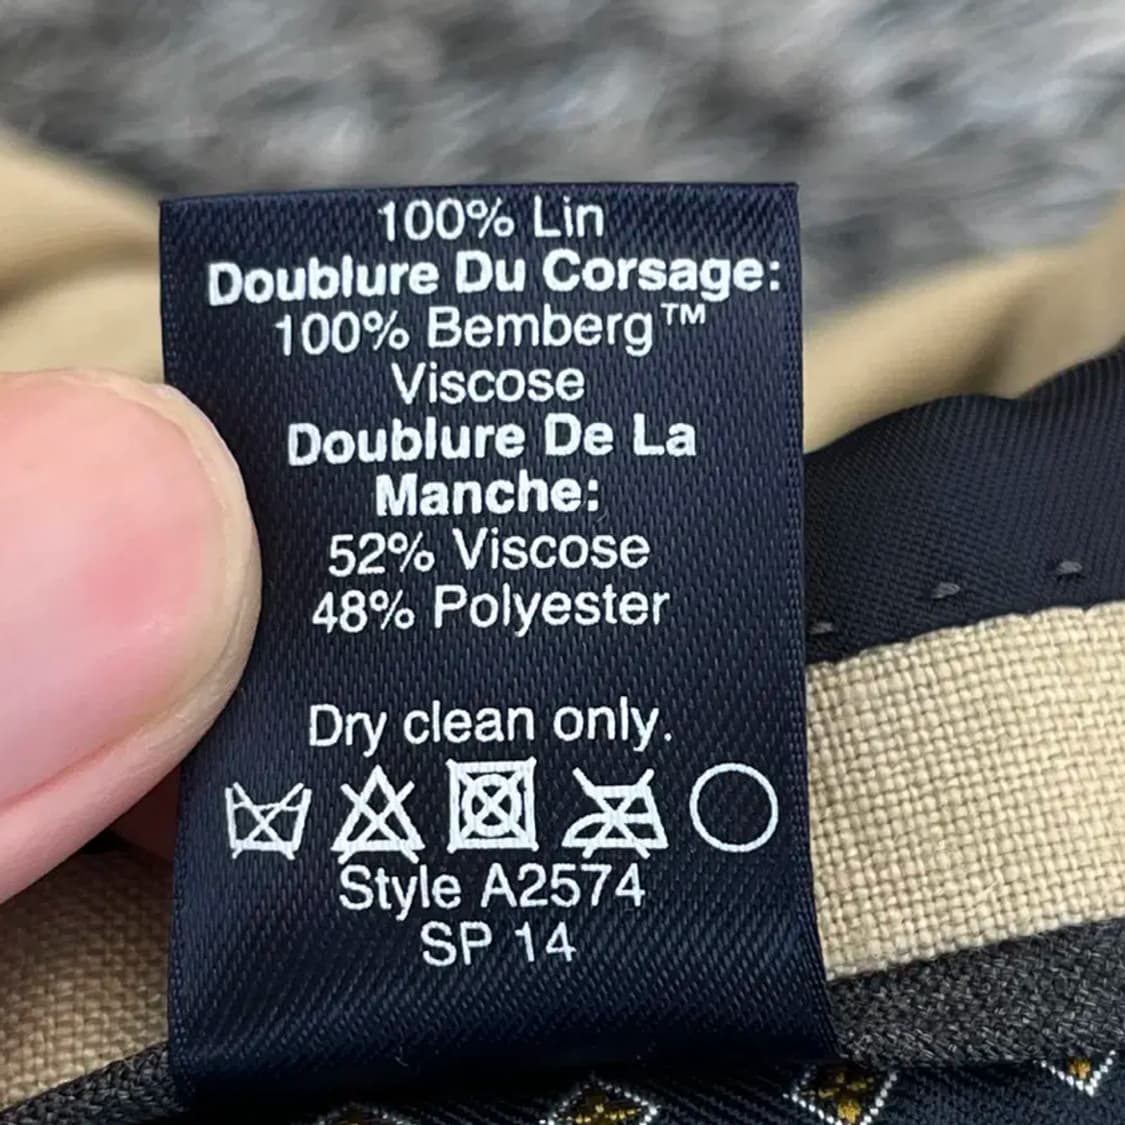 100% Lin
Doublure Du Corsage:
100% Bemberg™
Viscose
Doublure De La
Manche:
52% Viscose
48% Polyester
Dry clean only.
Style A2574
SP 14